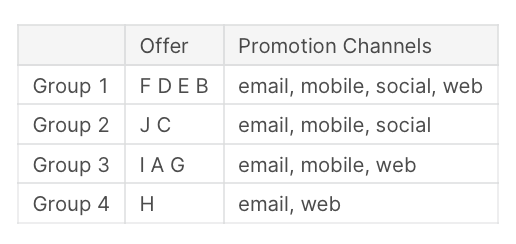 Offer Promotion Channels
Group 1 F D E B email, mobile, social, web
Group 2 J C email, mobile, social
Group 3 I A G email, mobile, web
Group 4 H email, web